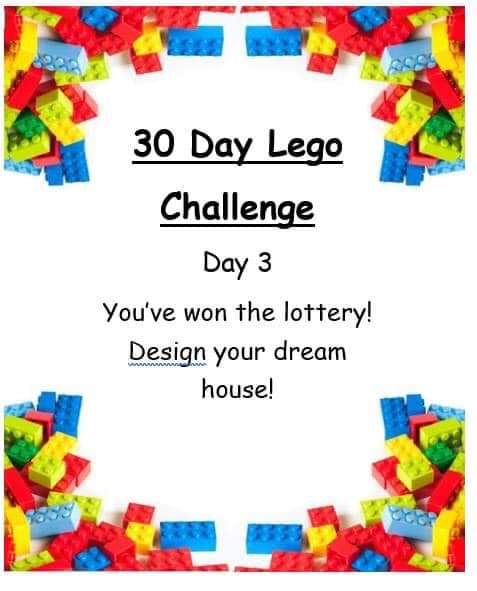 30 Day Lego
Challenge
Day 3
You’ve won the lottery!
Design your dream
house!